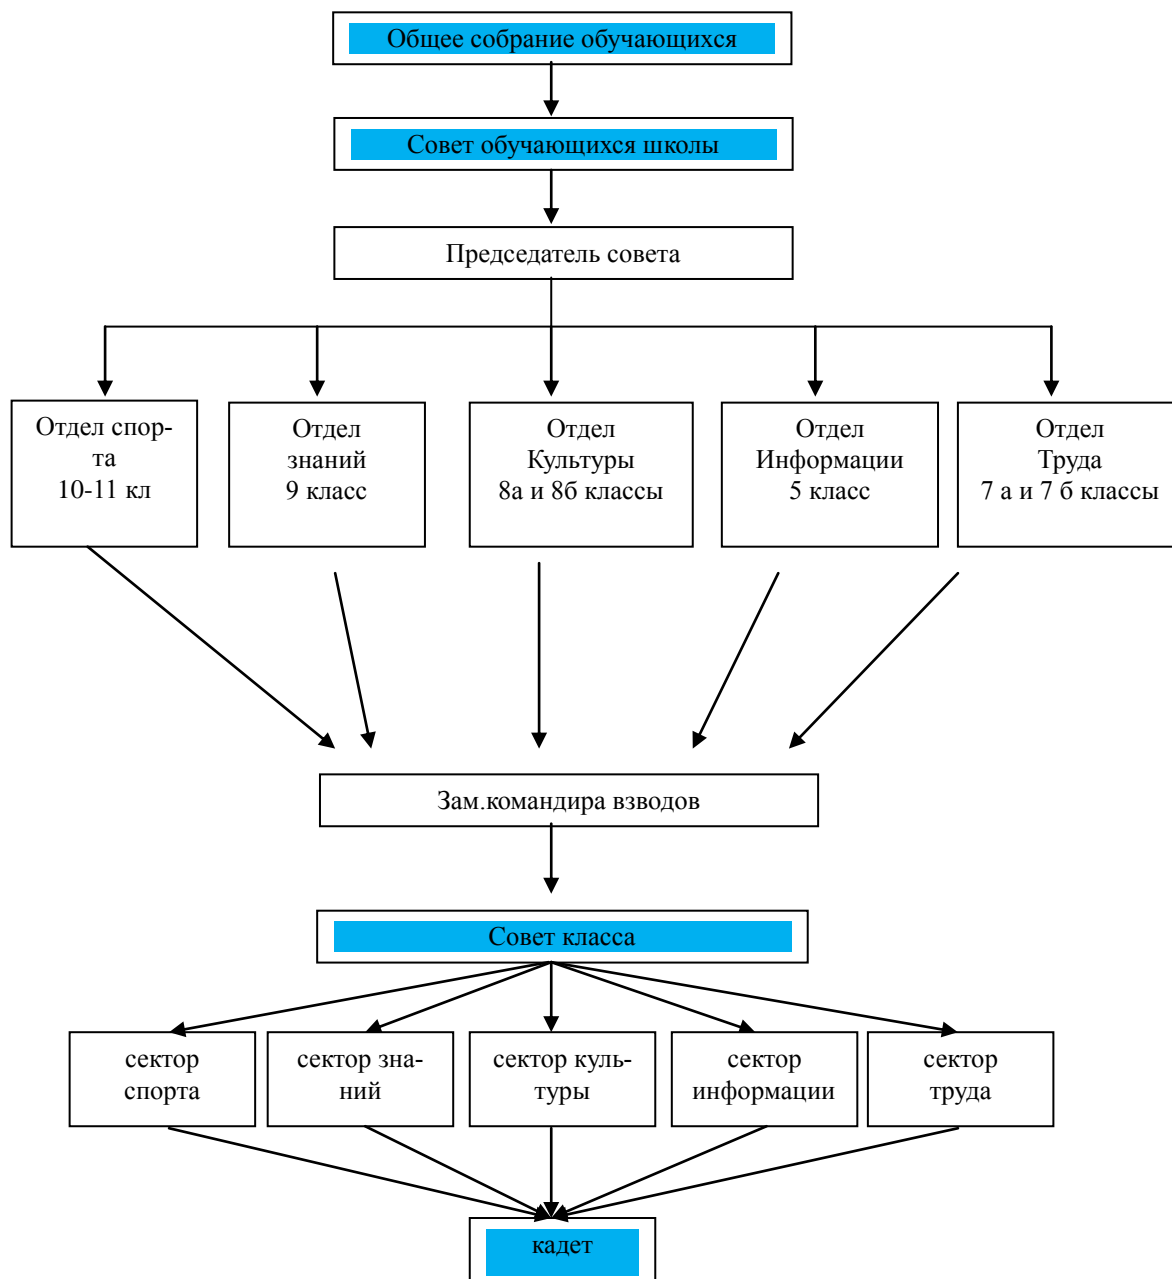 Общее собрание обучающихся
Совет обучающихся школы
Председатель совета
Отдел спор-
та
10-11 кл
Отдел
знаний
9 класс
Отдел
Культуры
8а и 8б классы
Отдел
Информации
5 класс
Отдел
Труда
7 а и 7 б классы
Зам.командира взводов
Совет класса
сектор
спорта
сектор зна-
ний
сектор куль-
туры
сектор
информации
сектор
труда
кадет